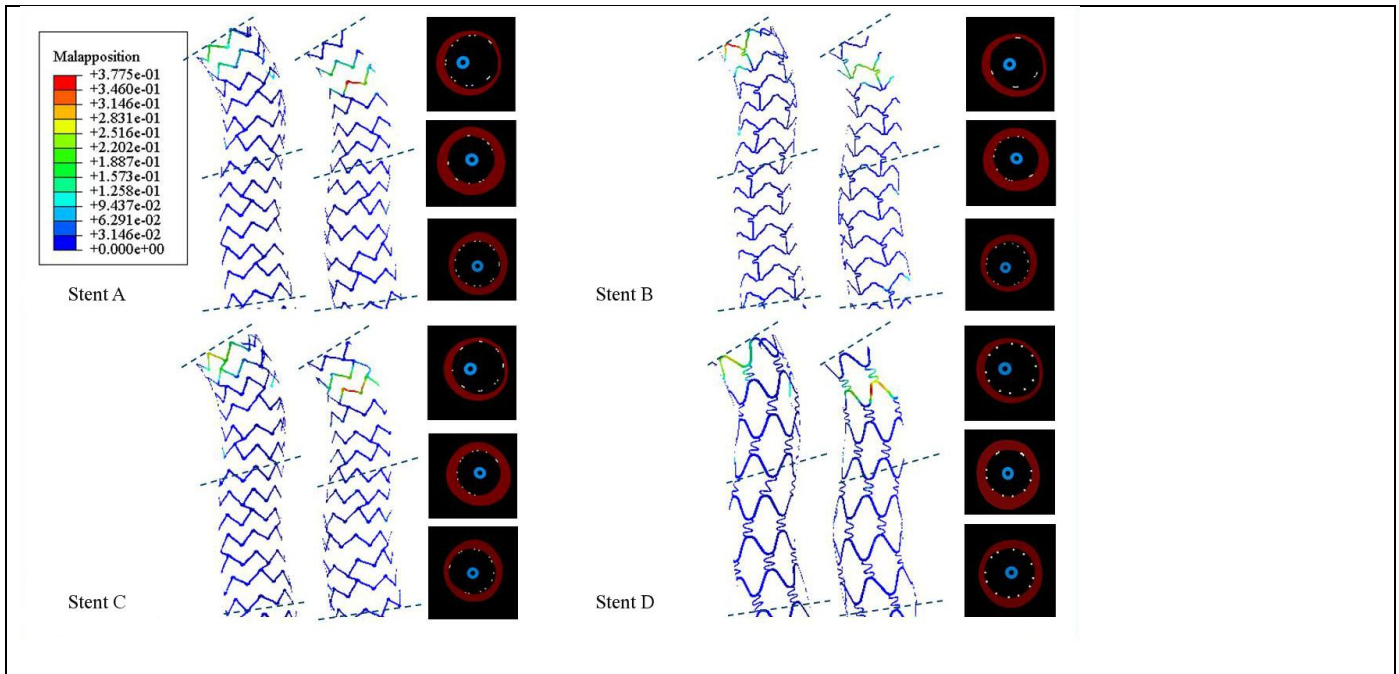 Malapposition
+3.775e-01
+3.460e-01
+3.146e-01
+2.831e-01
+2.516e-01
+2.202e-01
+1.887e-01
+1.573e-01
+1.258e-01
+9.437e-02
+6.291e-02
+3.146e-02
+0.000e+00
Stent A
Stent B
Stent C
Stent D